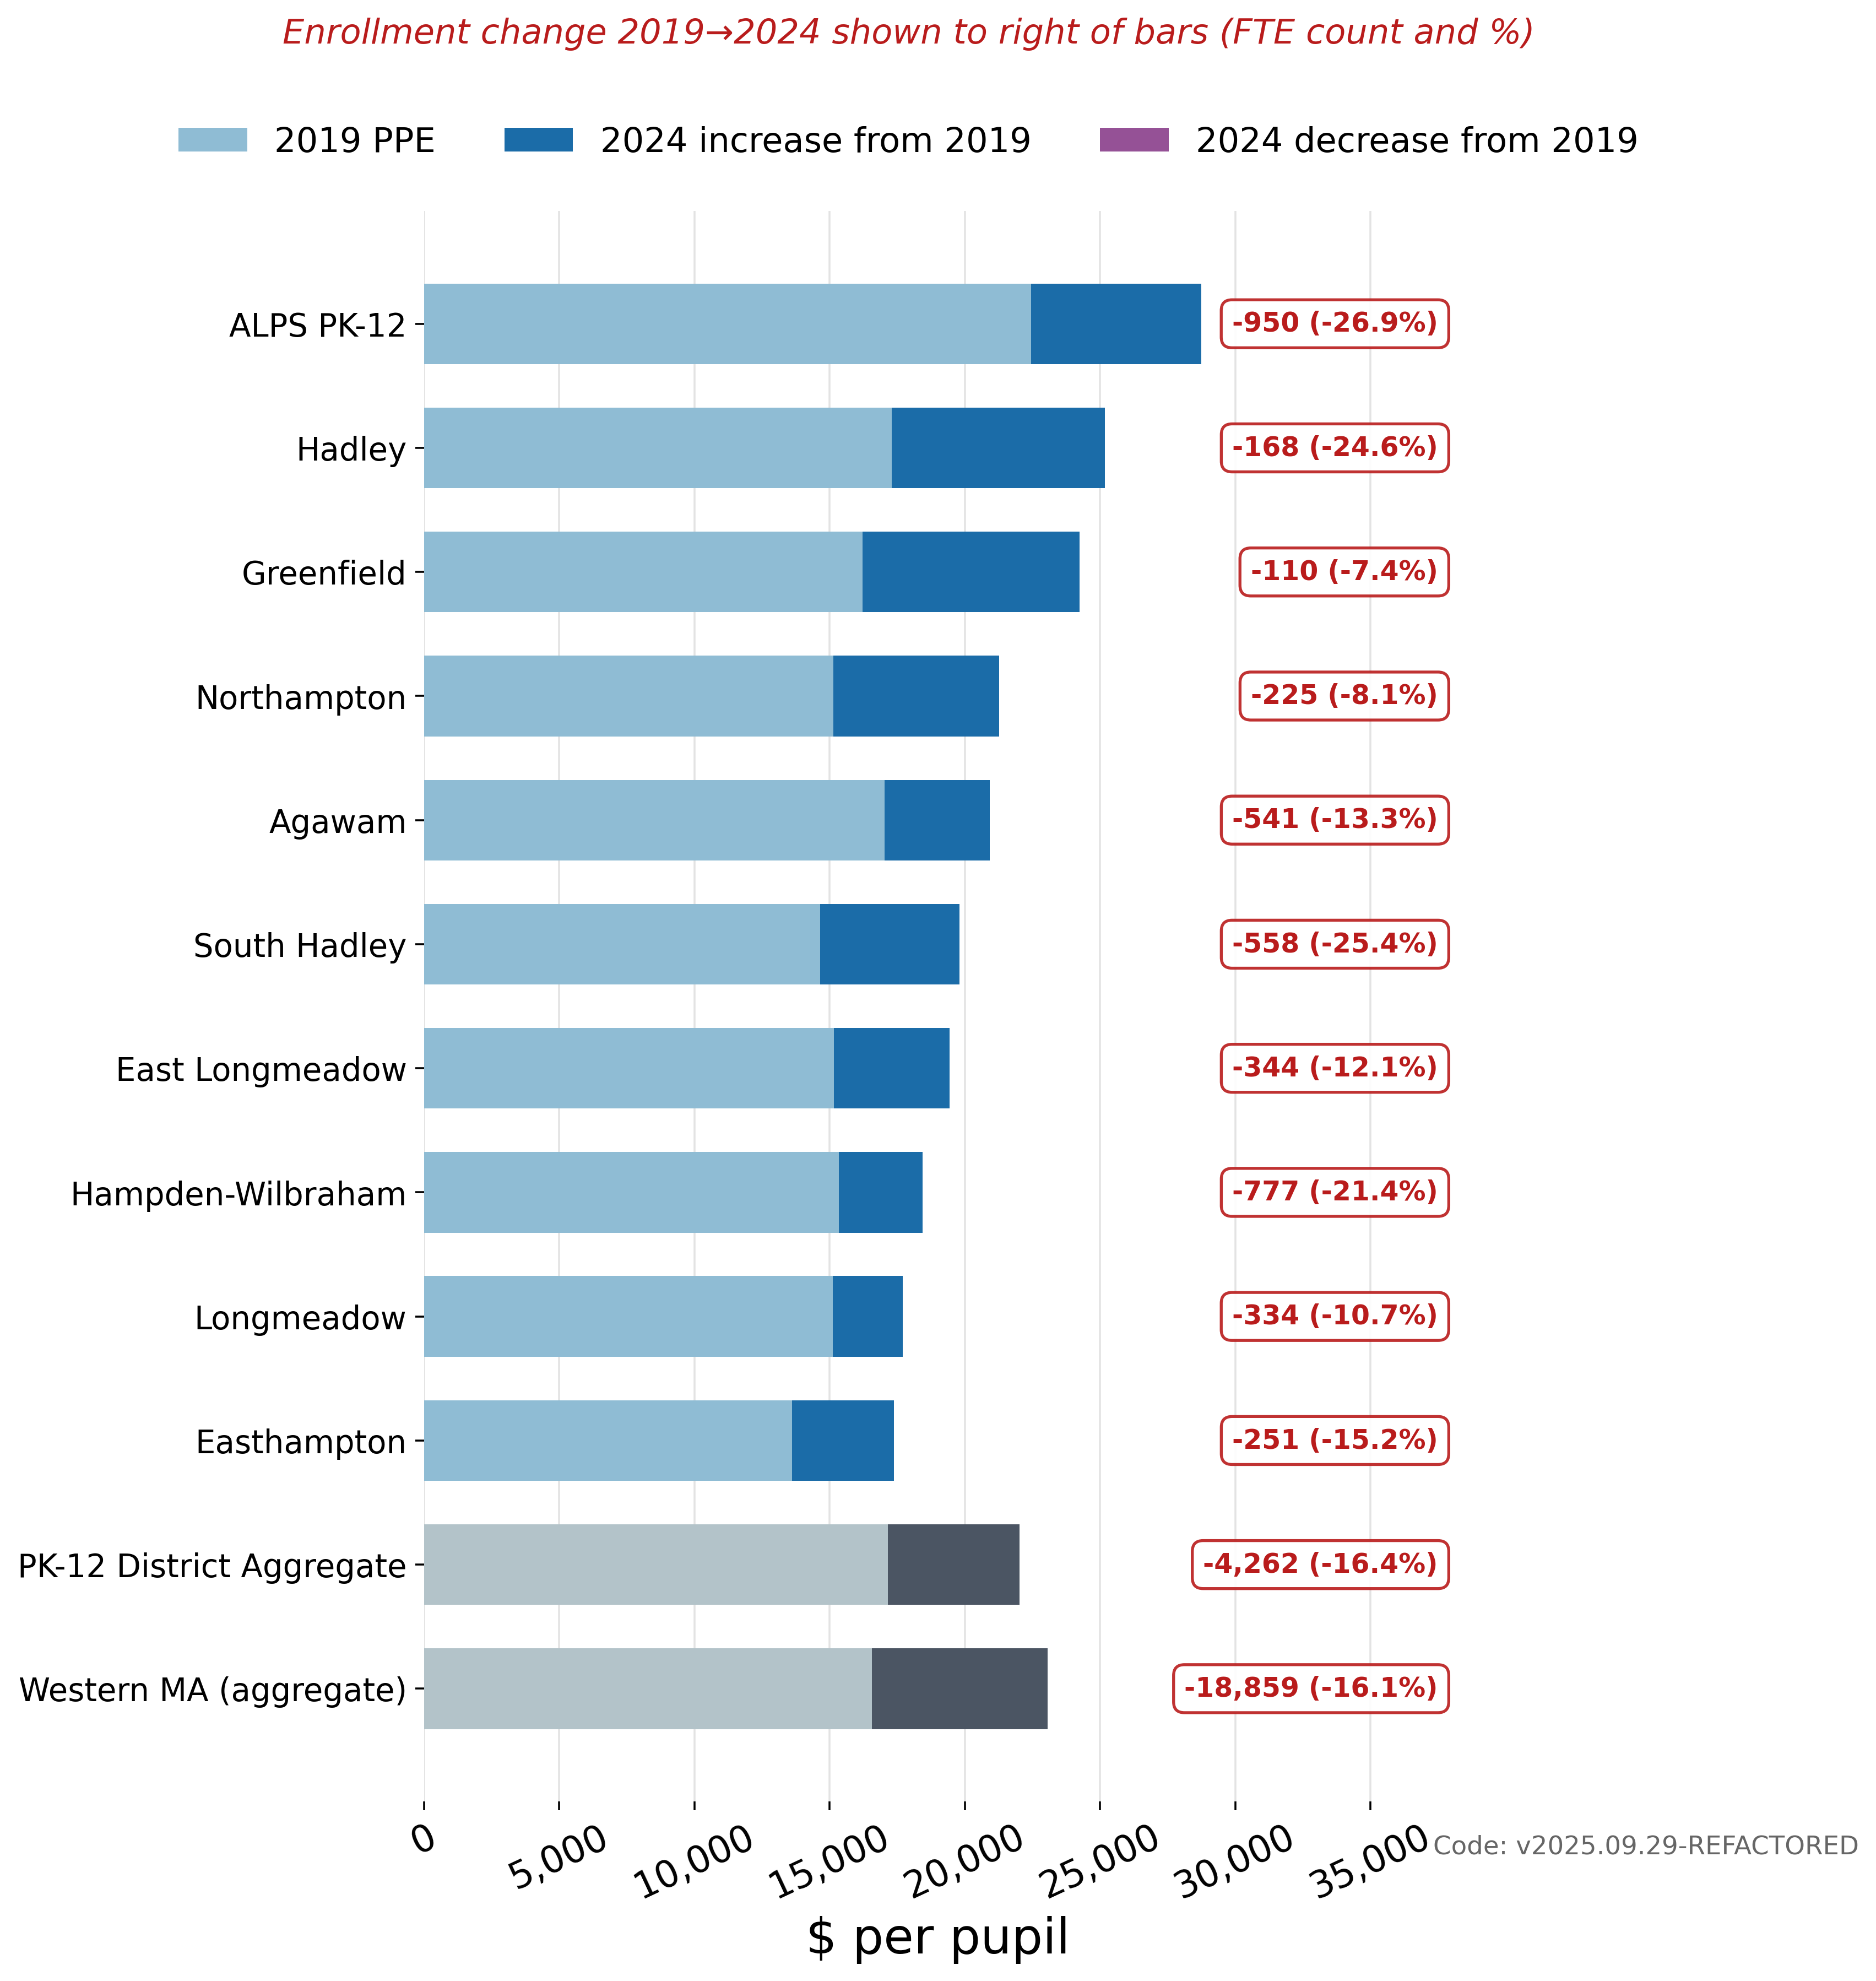 Enrollment change 2019→2024 shown to right of bars (FTE count and %)
2019 PPE
2024 increase from 2019
2024 decrease from 2019
ALPS PK-12
-950 (-26.9%)
Hadley
-168 (-24.6%)
Greenfield
-110 (-7.4%)
Northampton
-225 (-8.1%)
Agawam
-541 (-13.3%)
South Hadley
-558 (-25.4%)
East Longmeadow
-344 (-12.1%)
Hampden-Wilbraham
-777 (-21.4%)
Longmeadow
-334 (-10.7%)
Easthampton
-251 (-15.2%)
PK-12 District Aggregate
-4,262 (-16.4%)
Western MA (aggregate)
-18,859 (-16.1%)
0
5,000
10,000
15,000
20,000
25,000
30,000
35,000
Code: v2025.09.29-REFACTORED
$ per pupil